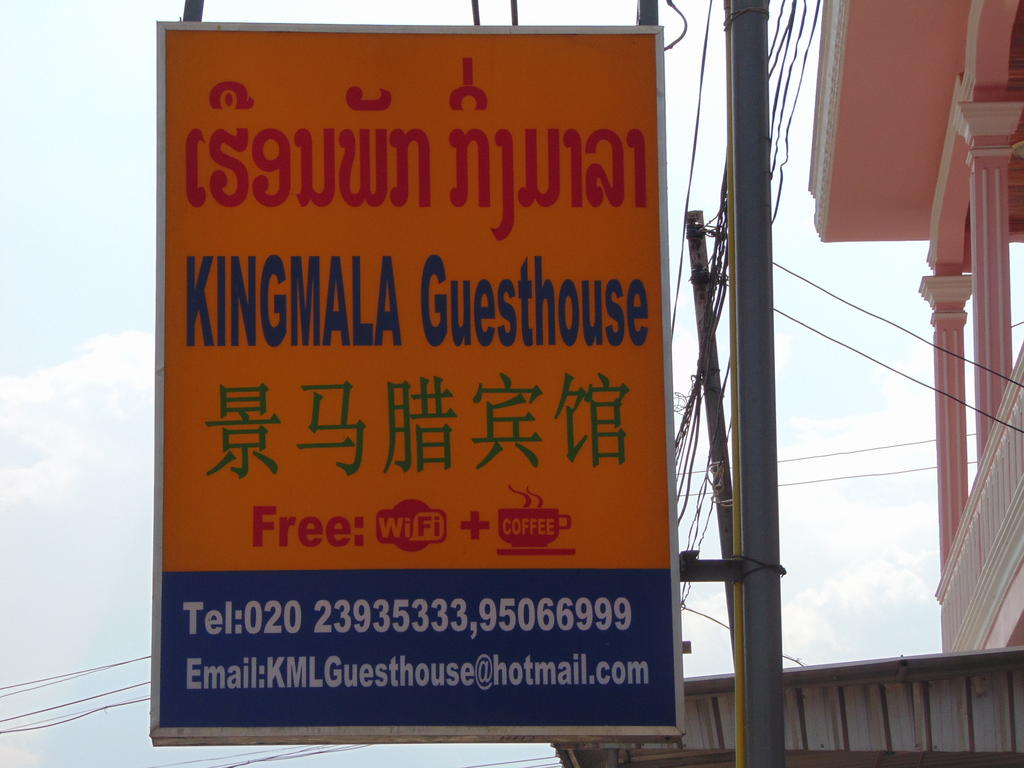 ເຮືອນພັກ ກິ່ງມາລາ
KINGMALA Guesthouse
景马腊宾馆
Free: WiFi + COFFEE
Tel:020 23935333,95066999
Email:KMLGuesthouse@hotmail.com